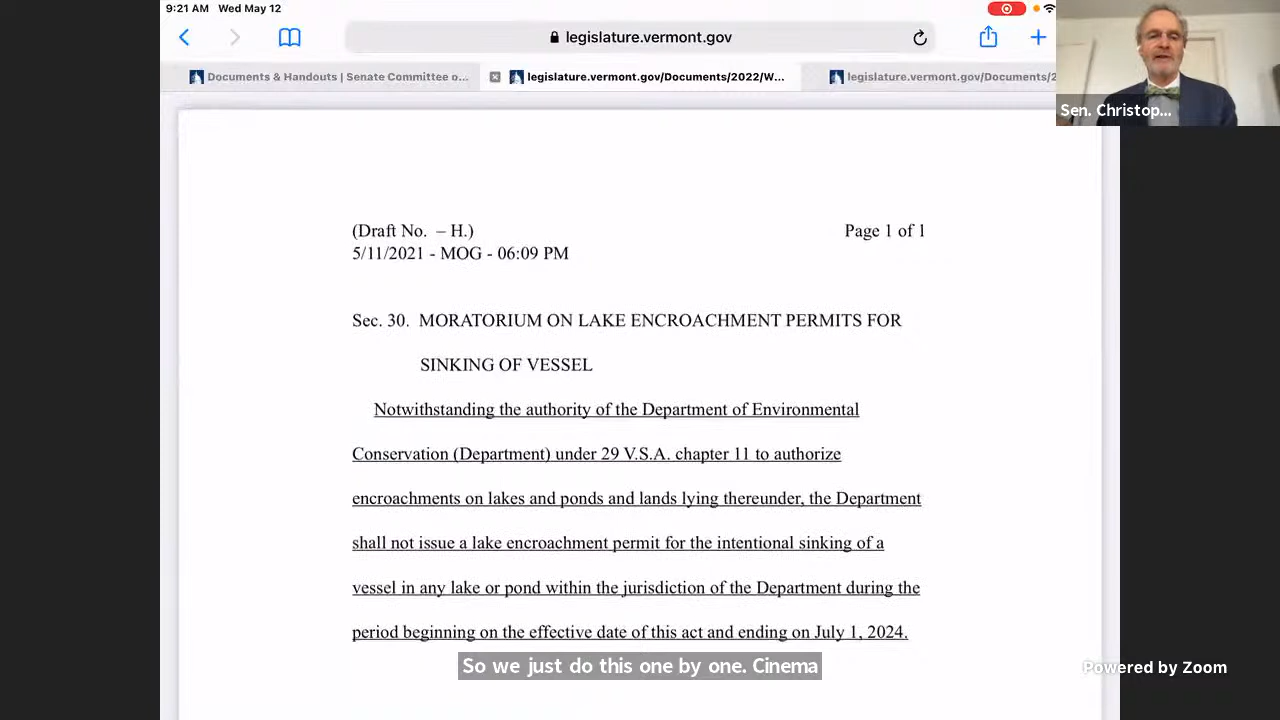 9:21 AM Wed May 12
legislature.vermont.gov
Documents & Handouts | Senate Committee o...
legislature.vermont.gov/Documents/2022/W...
legislature.vermont.gov/Documents/2
Sen. Christop...
(Draft No. – H.) Page 1 of 1
5/11/2021 - MOG - 06:09 PM
Sec. 30. MORATORIUM ON LAKE ENCROACHMENT PERMITS FOR
SINKING OF VESSEL
Notwithstanding the authority of the Department of Environmental
Conservation (Department) under 29 V.S.A. chapter 11 to authorize
encroachments on lakes and ponds and lands lying thereunder, the Department
shall not issue a lake encroachment permit for the intentional sinking of a
vessel in any lake or pond within the jurisdiction of the Department during the
period beginning on the effective date of this act and ending on July 1, 2024.
So we just do this one by one. Cinema
Powered by Zoom